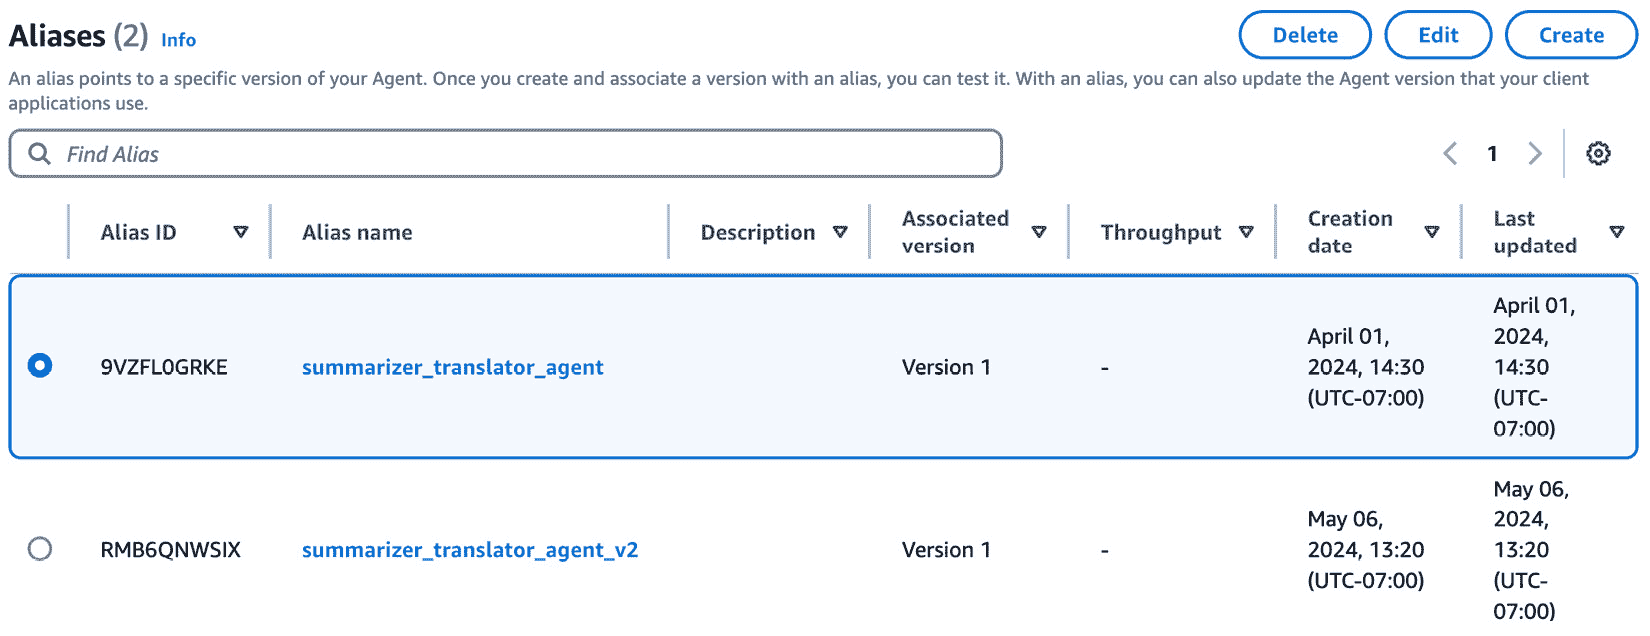 Aliases (2) Info
Delete
Edit
Create
An alias points to a specific version of your Agent. Once you create and associate a version with an alias, you can test it. With an alias, you can also update the Agent version that your client
applications use.
Find Alias
1
Alias ID
Alias name
Description
Associated
version
Throughput
Creation
date
Last
updated
9VZFL0GRKE
summarizer_translator_agent
Version 1
-
April 01,
2024, 14:30
(UTC-07:00)
April 01,
2024,
14:30
(UTC-
07:00)
RMB6QNWSIX
summarizer_translator_agent_v2
Version 1
-
May 06,
2024, 13:20
(UTC-07:00)
May 06,
2024,
13:20
(UTC-
07:00)